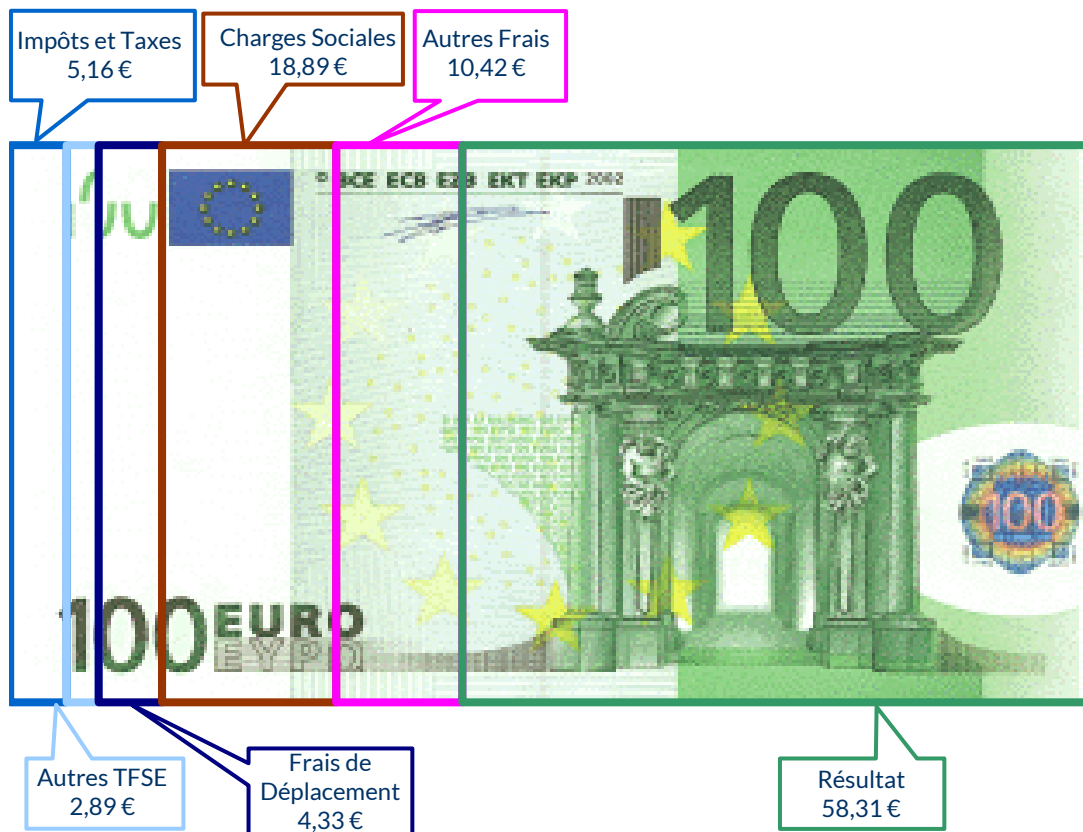 Impôts et Taxes
5,16 €
Charges Sociales
18,89 €
Autres Frais
10,42 €
BCE ECB EZB EKT EKP 2002
100
100
100 EURO
ΕΥΡΩ
Autres TFSE
2,89 €
Frais de
Déplacement
4,33 €
Résultat
58,31 €